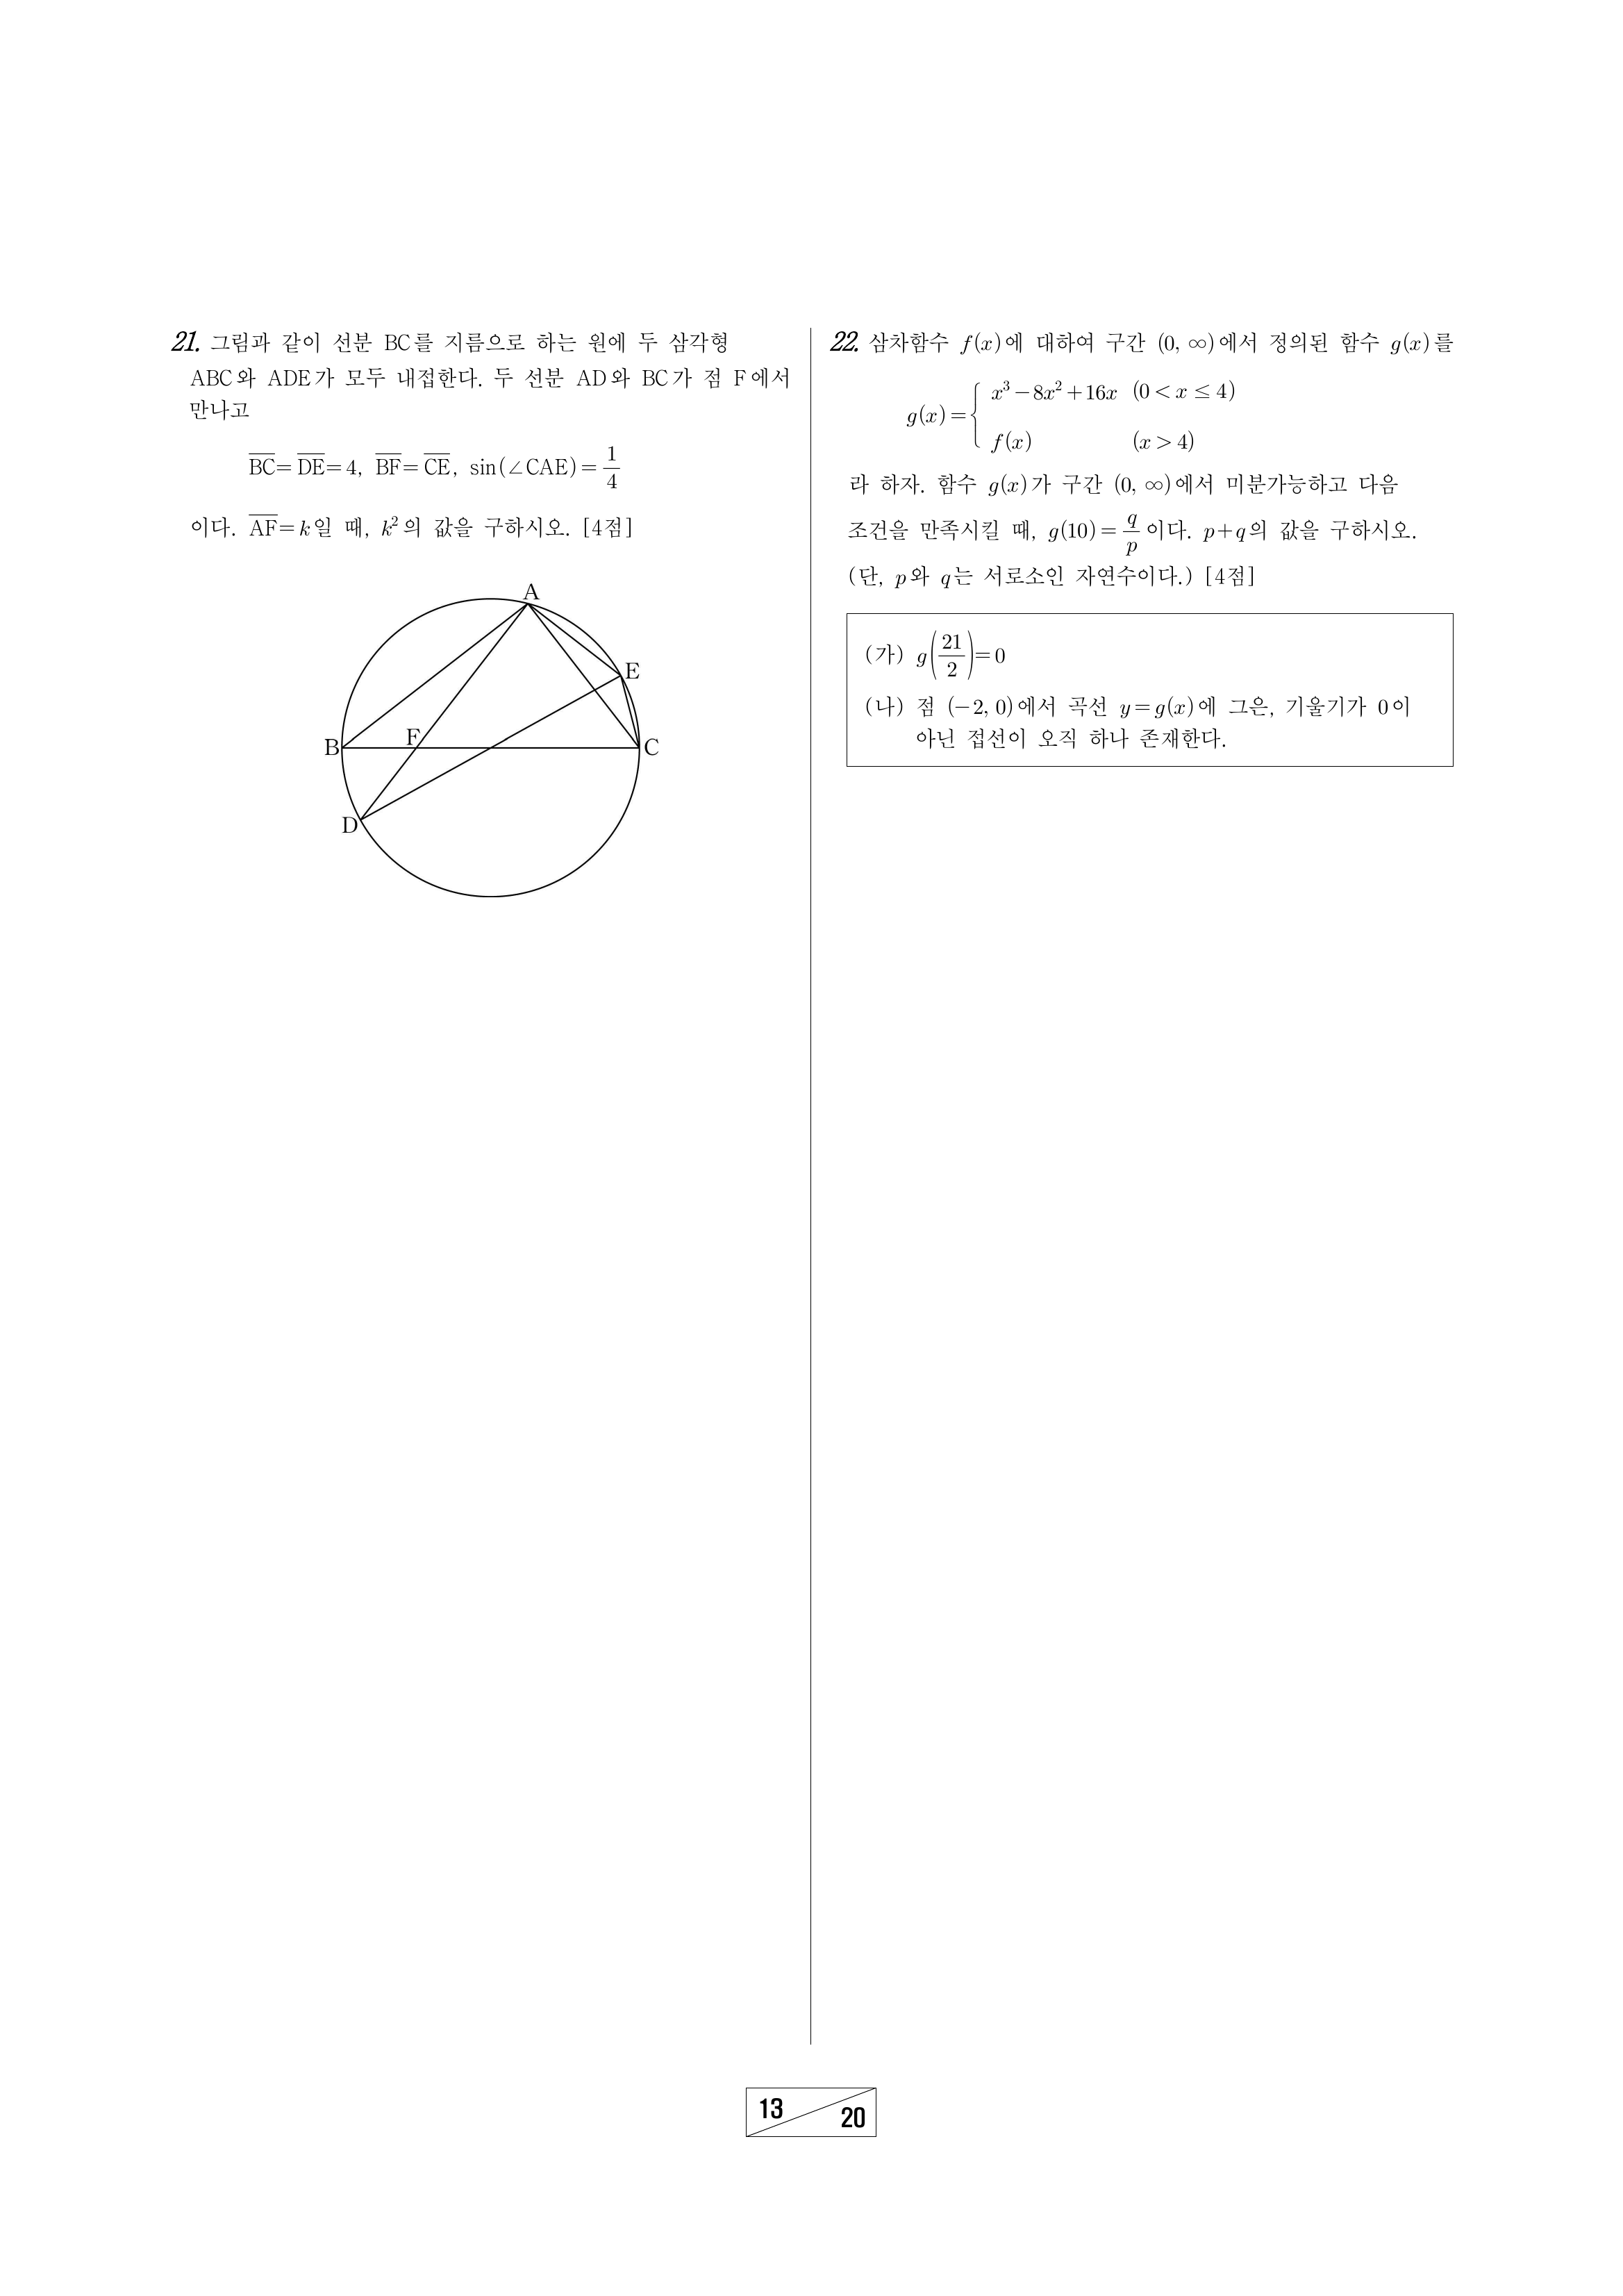 21. 그림과 같이 선분 BC를 지름으로 하는 원에 두 삼각형
ABC와 ADE가 모두 내접한다. 두 선분 AD와 BC가 점 F에서
만나고
$\overline{BC}=\overline{DE}=4$, $\overline{BF}=\overline{CE}$, $\sin(\angle CAE)=\frac{1}{4}$
이다. $\overline{AF}=k$일 때, $k^2$의 값을 구하시오. [4점]
A
E
B
F
C
D
22. 삼차함수 $f(x)$에 대하여 구간 $(0, \infty)$에서 정의된 함수 $g(x)$를
$g(x)=\begin{cases} x^3-8x^2+16x & (0<x\leq 4) \\ f(x) & (x>4) \end{cases}$
라 하자. 함수 $g(x)$가 구간 $(0, \infty)$에서 미분가능하고 다음
조건을 만족시킬 때, $g(10)=\frac{q}{p}$이다. $p+q$의 값을 구하시오.
(단, $p$와 $q$는 서로소인 자연수이다.) [4점]
(가) $g\left(\frac{21}{2}\right)=0$
(나) 점 $(-2, 0)$에서 곡선 $y=g(x)$에 그은, 기울기가 0이
아닌 접선이 오직 하나 존재한다.
13
20